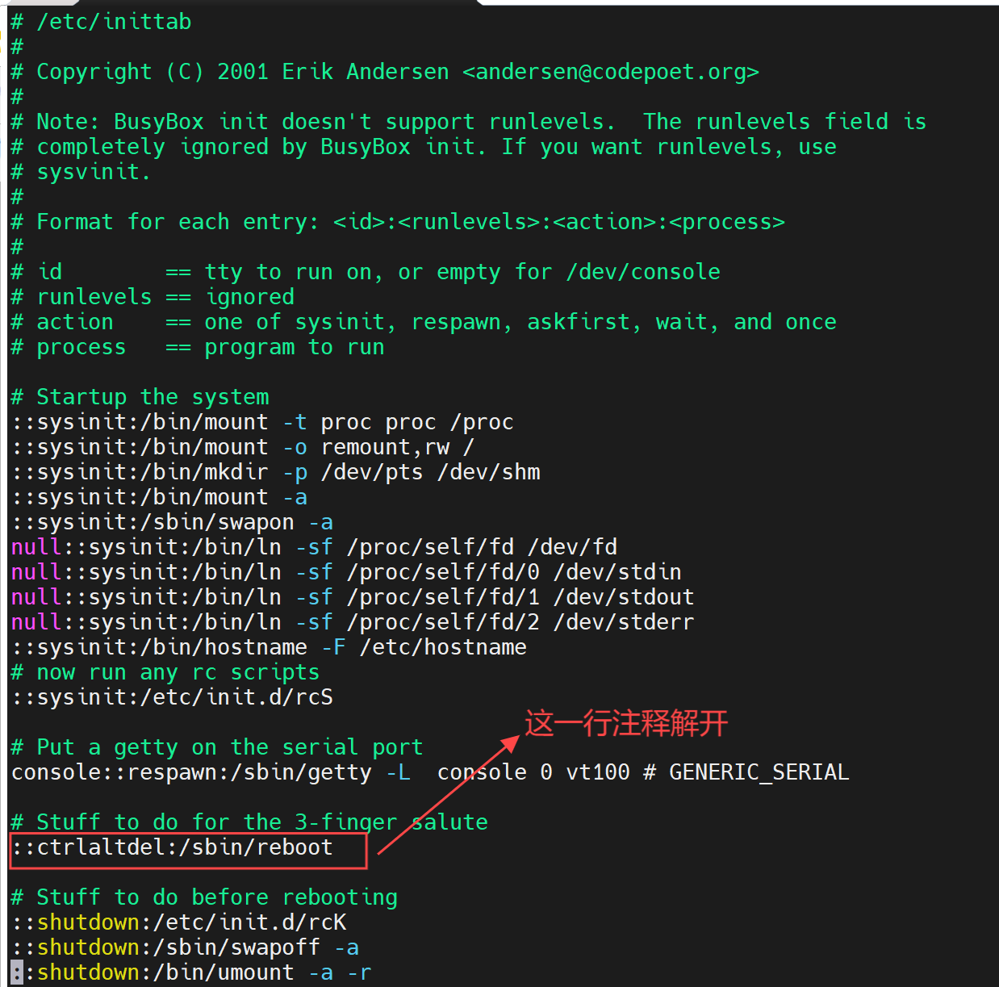 # /etc/inittab
#
# Copyright (C) 2001 Erik Andersen <andersen@codepoet.org>
#
# Note: BusyBox init doesn't support runlevels.  The runlevels field is
# completely ignored by BusyBox init. If you want runlevels, use
# sysvinit.
#
# Format for each entry: <id>:<runlevels>:<action>:<process>
#
# id        == tty to run on, or empty for /dev/console
# runlevels == ignored
# action    == one of sysinit, respawn, askfirst, wait, and once
# process   == program to run
# Startup the system
::sysinit:/bin/mount -t proc proc /proc
::sysinit:/bin/mount -o remount,rw /
::sysinit:/bin/mkdir -p /dev/pts /dev/shm
::sysinit:/bin/mount -a
::sysinit:/sbin/swapon -a
null::sysinit:/bin/ln -sf /proc/self/fd /dev/fd
null::sysinit:/bin/ln -sf /proc/self/fd/0 /dev/stdin
null::sysinit:/bin/ln -sf /proc/self/fd/1 /dev/stdout
null::sysinit:/bin/ln -sf /proc/self/fd/2 /dev/stderr
::sysinit:/bin/hostname -F /etc/hostname
# now run any rc scripts
::sysinit:/etc/init.d/rcS
这一行注释解开
# Put a getty on the serial port
console::respawn:/sbin/getty -L  console 0 vt100 # GENERIC_SERIAL
# Stuff to do for the 3-finger salute
::ctrlaltdel:/sbin/reboot
# Stuff to do before rebooting
::shutdown:/etc/init.d/rcK
::shutdown:/sbin/swapoff -a
::shutdown:/bin/umount -a -r